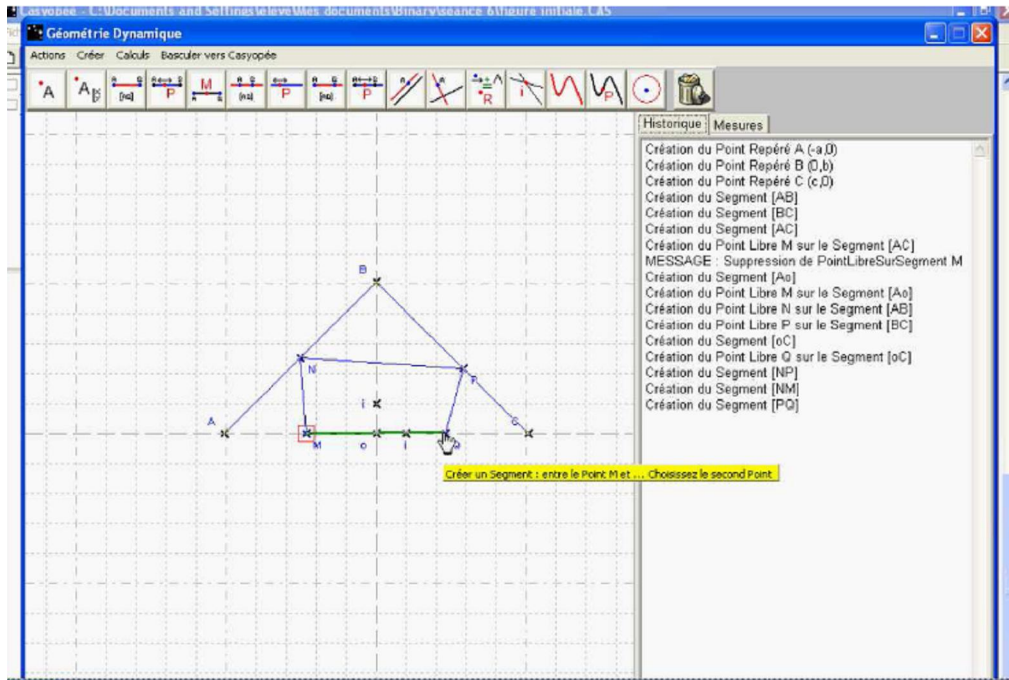 Casyopée - C:\Documents and Settings\eleve\Mes documents\Binary\seance 6\figure initiale.CAS
Géométrie Dynamique
Actions Créer Calculs Basculer vers Casyopée
Historique Mesures
Création du Point Repéré A (-a,0)
Création du Point Repéré B (0,b)
Création du Point Repéré C (c,0)
Création du Segment [AB]
Création du Segment [BC]
Création du Segment [AC]
Création du Point Libre M sur le Segment [AC]
MESSAGE : Suppression de PointLibreSurSegment M
Création du Segment [Ao]
Création du Point Libre M sur le Segment [Ao]
Création du Point Libre N sur le Segment [AB]
Création du Point Libre P sur le Segment [BC]
Création du Segment [oC]
Création du Point Libre Q sur le Segment [oC]
Création du Segment [NP]
Création du Segment [NM]
Création du Segment [PQ]
B
N
P
i
A
C
M o i Q
Créer un Segment : entre le Point M et ... Choisissez le second Point